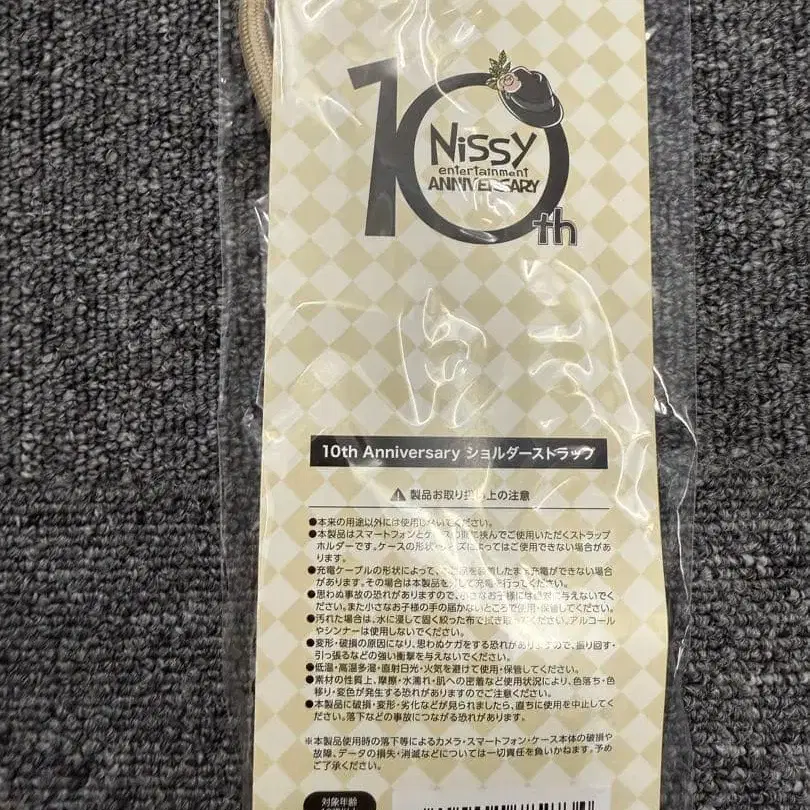 10th
Nissy
entertainment
ANNIVERSARY
10th Anniversary ショルダーストラップ
製品お取り扱い上の注意
●本来の用途以外には使用しないでください。
●本製品はスマートフォンとケースの間に挟んでご使用いただくストラップ
ホルダーです。ケースの形状・サイズによってはご使用できない場合があ
ります。
●充電ケーブルの形状によって、本製品を装着したまま充電ができない場合
があります。その場合は本製品を外して充電を行ってください。
●思わぬ事故の恐れがありますので、小さなお子様には絶対に与えないでく
ださい。また小さなお子様の手の届かないところで使用・保管してください。
●汚れた場合は、水に浸して固く絞った布で拭き取ってください。アルコール
やシンナーは使用しないでください。
●変形・破損の原因になり、思わぬケガをする恐れがありますので、振り回す・
引っ張るなどの強い衝撃を与えないでください。
●低温・高温多湿・直射日光・火気を避けて使用・保管してください。
●素材の性質上、摩擦・水濡れ・肌への密着など使用状況により、色落ち・色
移り・変色が発生する恐れがありますのでご注意ください。
●本製品に破損・変形・劣化などが見られましたら、直ちに使用を中止してく
ださい。落下などの事故につながる恐れがあります。
※本製品使用時の落下等によるカメラ・スマートフォン・ケース本体の破損や
故障、データの損失・消滅などについては一切責任を負いかねます。予め
ご了承ください。
対象年齢